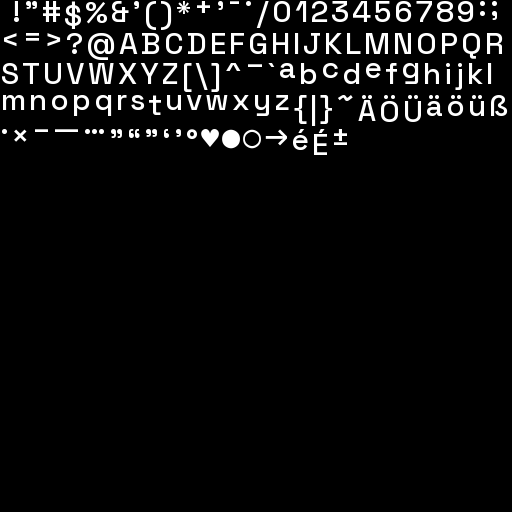 !"#$%&'()*+,-./0123456789:;
<=>?@ABCDEFGHIJKLMNOPQR
STUVWXYZ[\]^_`abcdefghijkl
mnopqrstuvwxyz{|}~ÄÖÜäöüß
·×–—…”“”‘’°♥●○→éÉ±